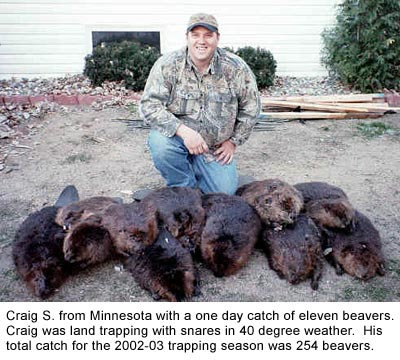 Craig S. from Minnesota with a one day catch of eleven beavers.
Craig was land trapping with snares in 40 degree weather. His
total catch for the 2002-03 trapping season was 254 beavers.